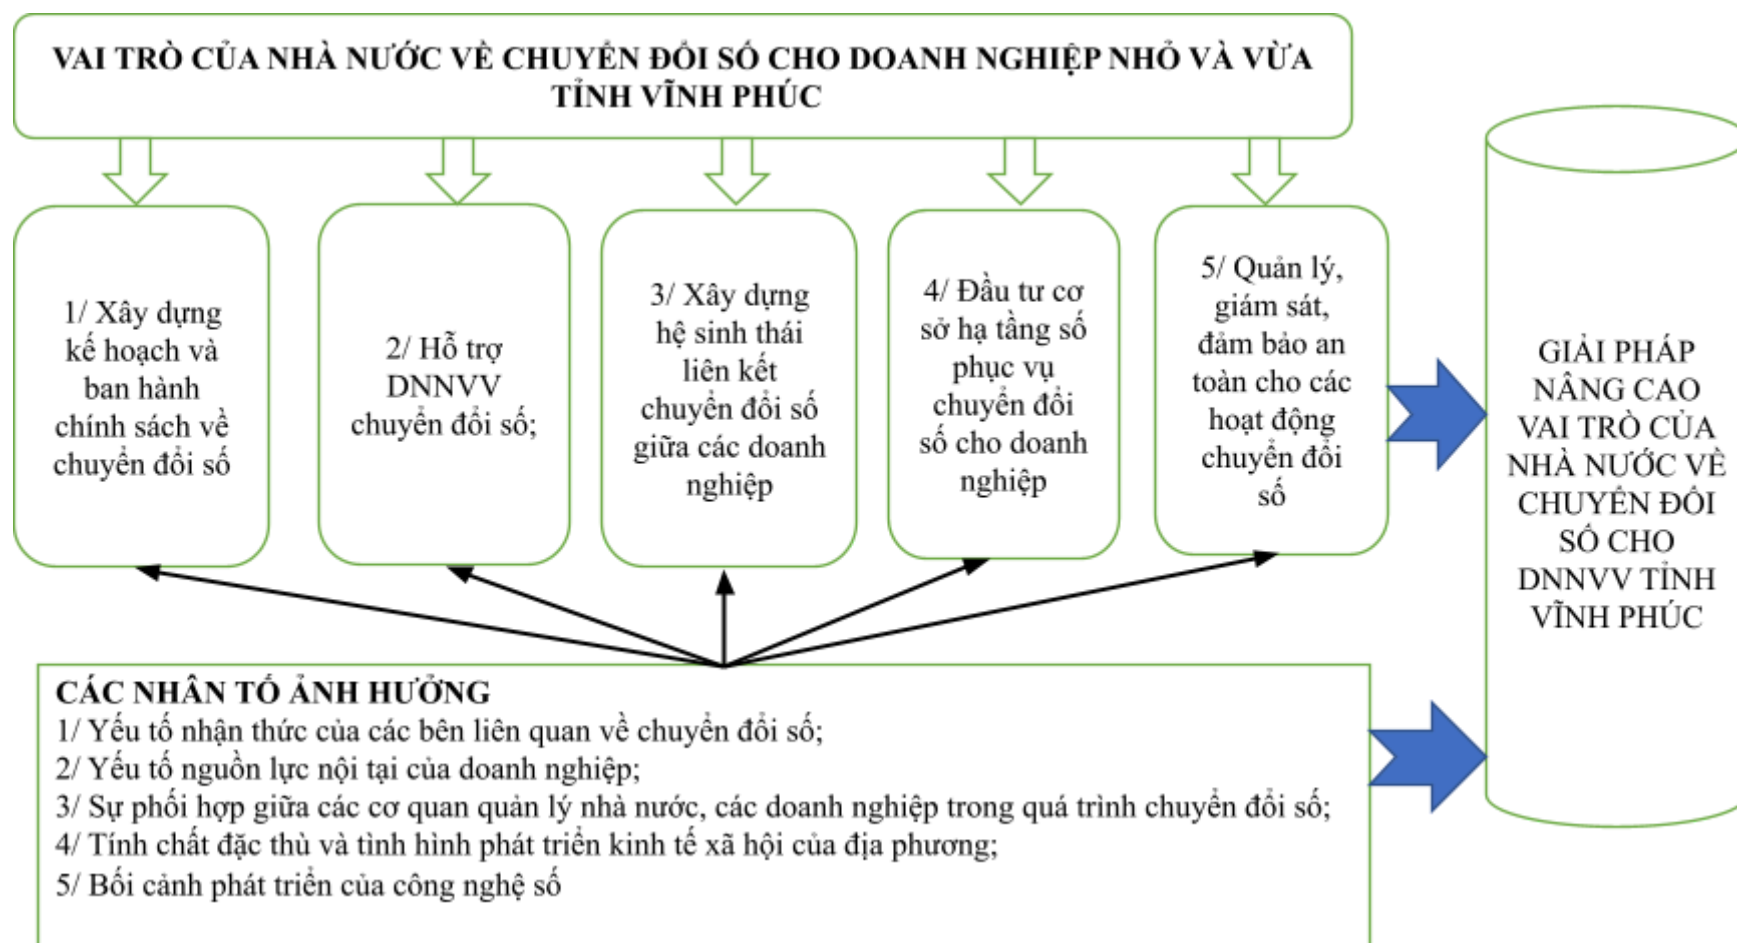 VAI TRÒ CỦA NHÀ NƯỚC VỀ CHUYỂN ĐỔI SỐ CHO DOANH NGHIỆP NHỎ VÀ VỪA
TỈNH VĨNH PHÚC
1/ Xây dựng
kế hoạch và
ban hành
chính sách về
chuyển đổi số
2/ Hỗ trợ
DNNVV
chuyển đổi số;
3/ Xây dựng
hệ sinh thái
liên kết
chuyển đổi số
giữa các doanh
nghiệp
4/ Đầu tư cơ
sở hạ tầng số
phục vụ
chuyển đổi
số cho doanh
nghiệp
5/ Quản lý,
giám sát,
đảm bảo an
toàn cho các
hoạt động
chuyển đổi
số
GIẢI PHÁP
NÂNG CAO
VAI TRÒ CỦA
NHÀ NƯỚC VỀ
CHUYỂN ĐỔI
SỐ CHO
DNNVV TỈNH
VĨNH PHÚC
CÁC NHÂN TỐ ẢNH HƯỞNG
1/ Yếu tố nhận thức của các bên liên quan về chuyển đổi số;
2/ Yếu tố nguồn lực nội tại của doanh nghiệp;
3/ Sự phối hợp giữa các cơ quan quản lý nhà nước, các doanh nghiệp trong quá trình chuyển đổi số;
4/ Tính chất đặc thù và tình hình phát triển kinh tế xã hội của địa phương;
5/ Bối cảnh phát triển của công nghệ số